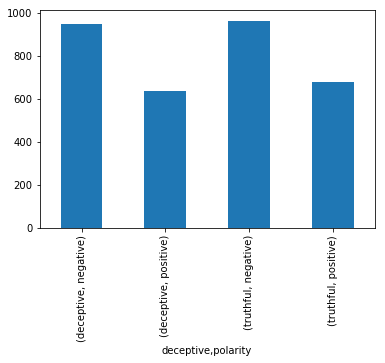 1000
800
600
400
200
0
(deceptive, negative)
(deceptive, positive)
(truthful, negative)
(truthful, positive)
deceptive,polarity